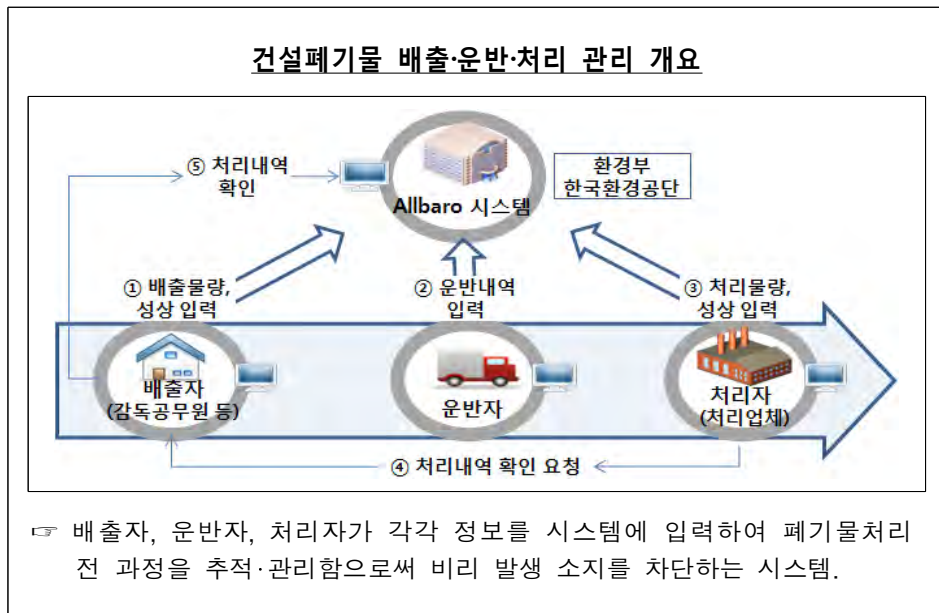 건설폐기물 배출·운반·처리 관리 개요
⑤ 처리내역
확인
Allbaro 시스템
환경부
한국환경공단
① 배출물량,
성상 입력
② 운반내역
입력
③ 처리물량,
성상 입력
배출자
(감독공무원 등)
운반자
처리자
(처리업체)
④ 처리내역 확인 요청
☞ 배출자, 운반자, 처리자가 각각 정보를 시스템에 입력하여 폐기물처리
전 과정을 추적·관리함으로써 비리 발생 소지를 차단하는 시스템.